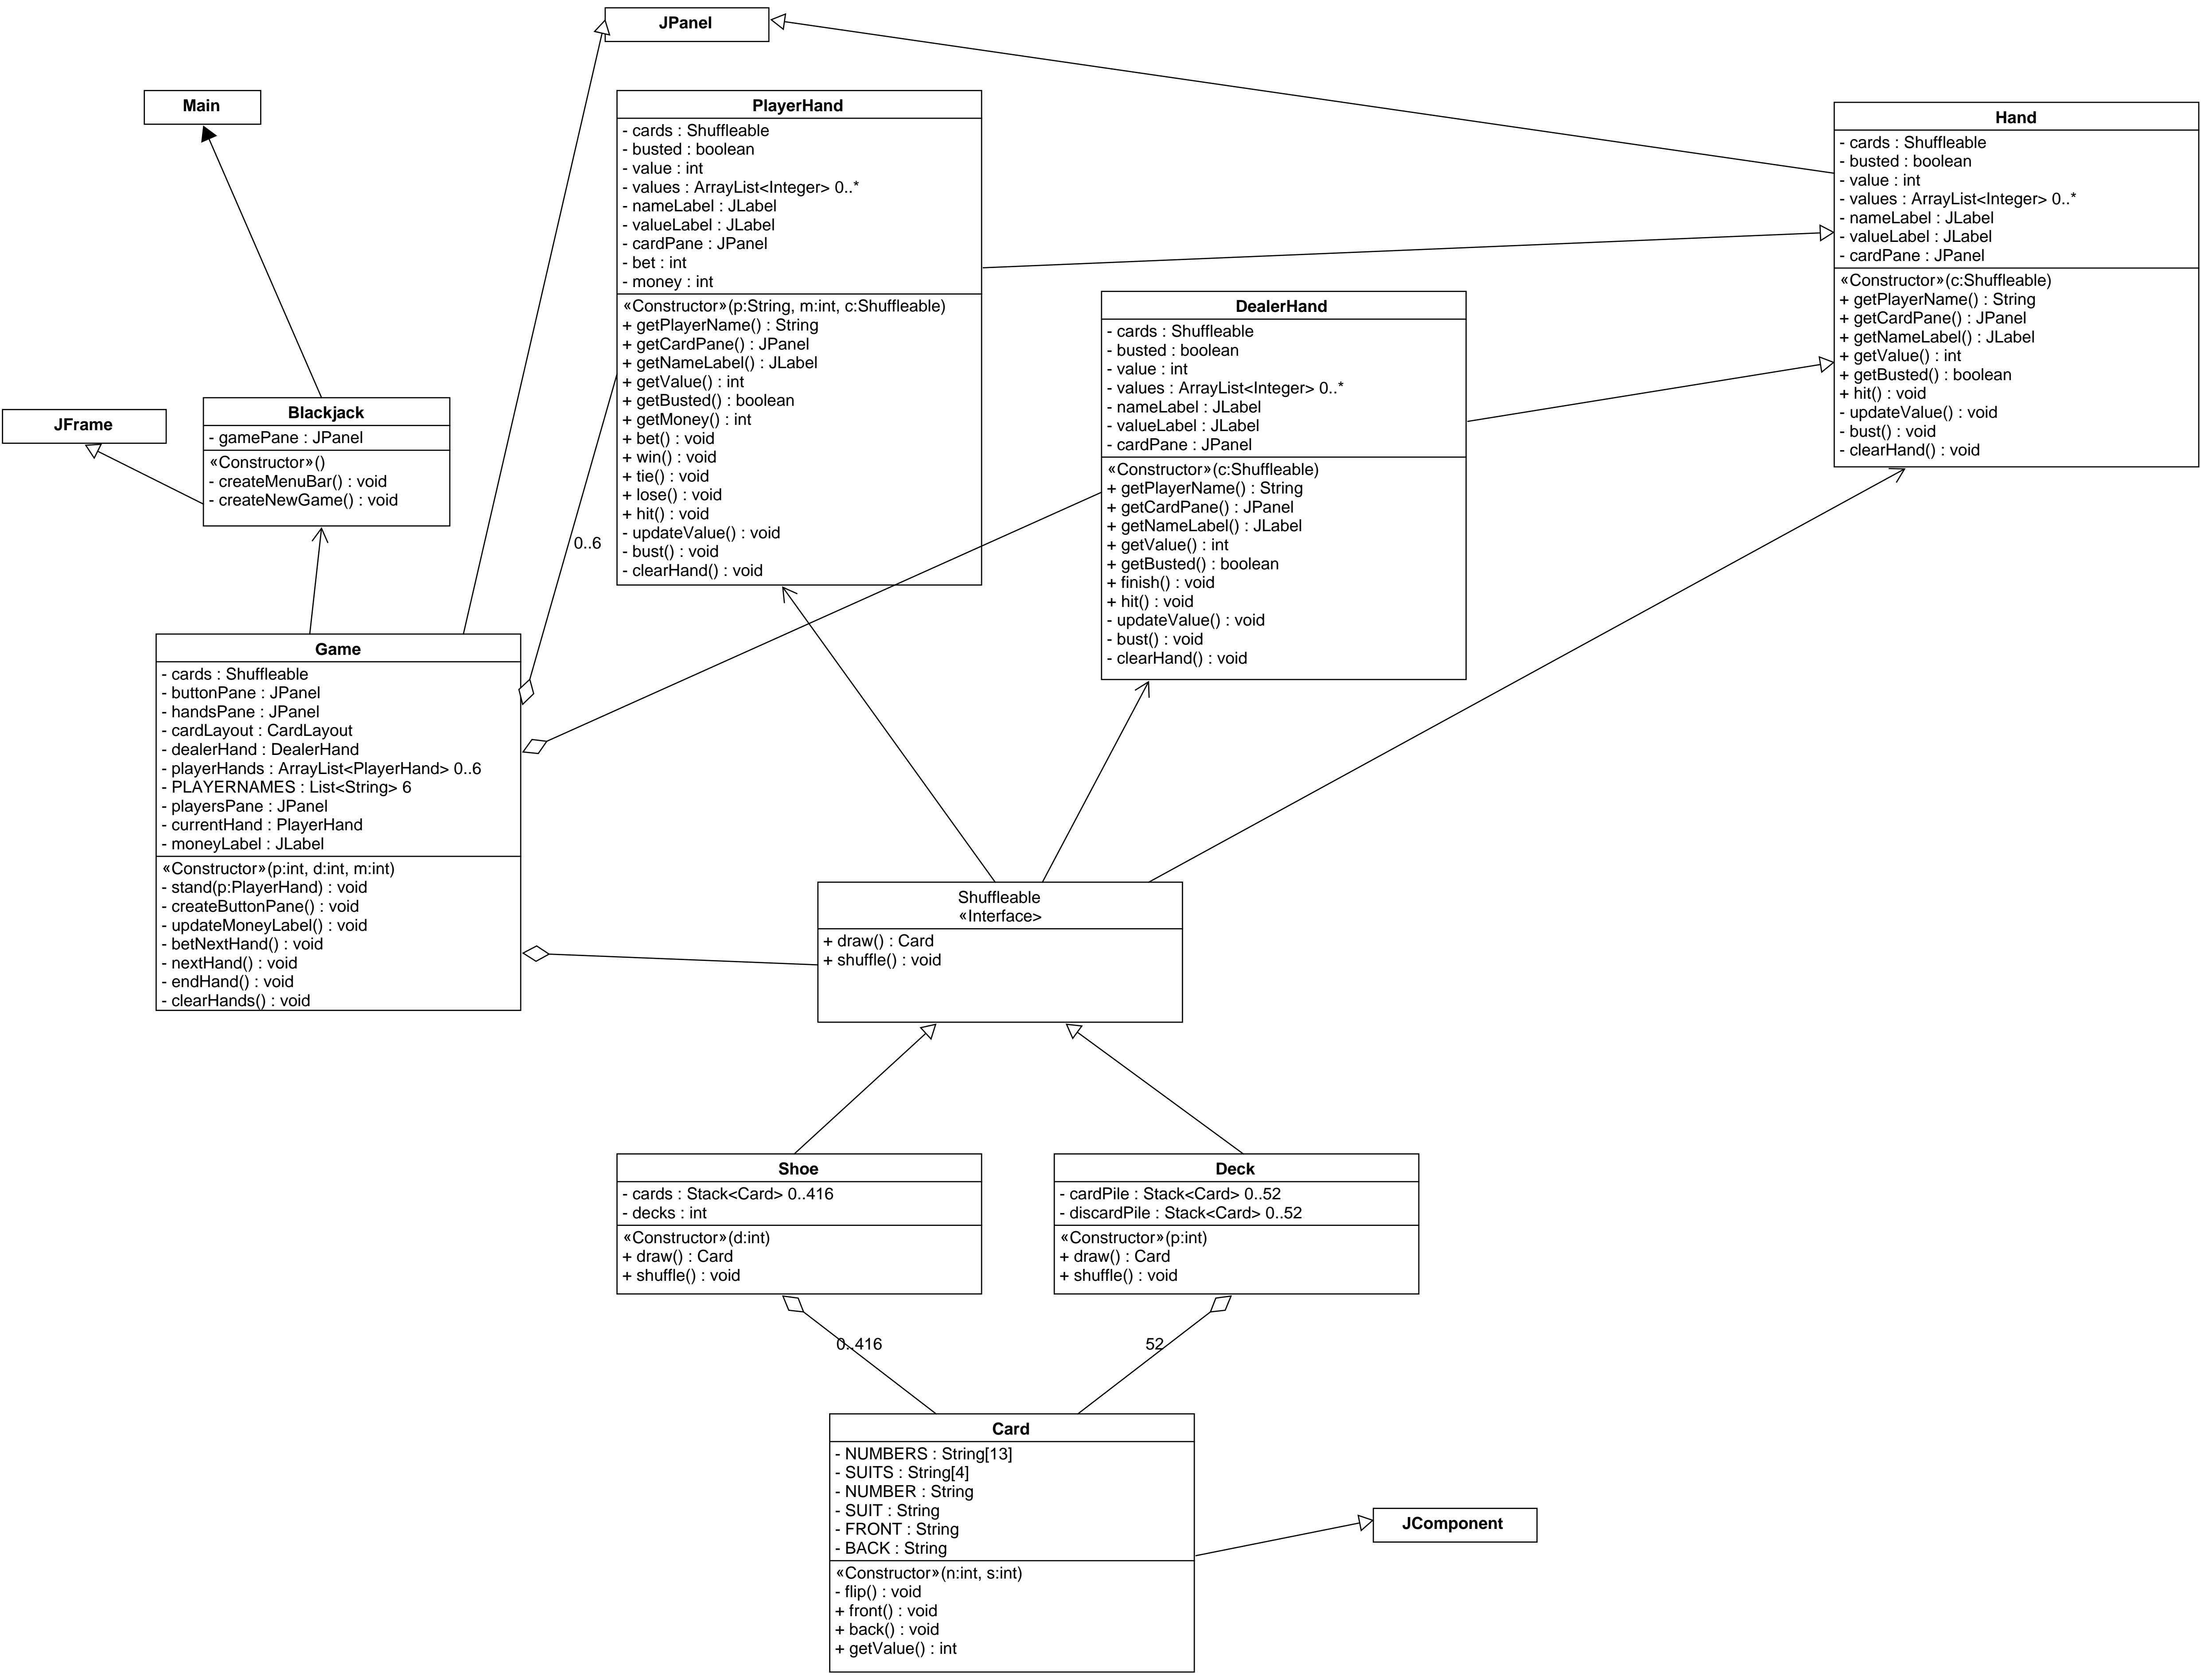 JPanel
Main
PlayerHand
- cards : Shuffleable
- busted : boolean
- value : int
- values : ArrayList<Integer> 0..*
- nameLabel : JLabel
- valueLabel : JLabel
- cardPane : JPanel
- bet : int
- money : int
«Constructor»(p:String, m:int, c:Shuffleable)
+ getPlayerName() : String
+ getCardPane() : JPanel
+ getNameLabel() : JLabel
+ getValue() : int
+ getBusted() : boolean
+ getMoney() : int
+ bet() : void
+ win() : void
+ tie() : void
+ lose() : void
+ hit() : void
- updateValue() : void
- bust() : void
- clearHand() : void
Hand
- cards : Shuffleable
- busted : boolean
- value : int
- values : ArrayList<Integer> 0..*
- nameLabel : JLabel
- valueLabel : JLabel
- cardPane : JPanel
«Constructor»(c:Shuffleable)
+ getPlayerName() : String
+ getCardPane() : JPanel
+ getNameLabel() : JLabel
+ getValue() : int
+ getBusted() : boolean
+ hit() : void
- updateValue() : void
- bust() : void
- clearHand() : void
DealerHand
- cards : Shuffleable
- busted : boolean
- value : int
- values : ArrayList<Integer> 0..*
- nameLabel : JLabel
- valueLabel : JLabel
- cardPane : JPanel
«Constructor»(c:Shuffleable)
+ getPlayerName() : String
+ getCardPane() : JPanel
+ getNameLabel() : JLabel
+ getValue() : int
+ getBusted() : boolean
+ finish() : void
+ hit() : void
- updateValue() : void
- bust() : void
- clearHand() : void
JFrame
Blackjack
- gamePane : JPanel
«Constructor»()
- createMenuBar() : void
- createNewGame() : void
0..6
Game
- cards : Shuffleable
- buttonPane : JPanel
- handsPane : JPanel
- cardLayout : CardLayout
- dealerHand : DealerHand
- playerHands : ArrayList<PlayerHand> 0..6
- PLAYERNAMES : List<String> 6
- playersPane : JPanel
- currentHand : PlayerHand
- moneyLabel : JLabel
«Constructor»(p:int, d:int, m:int)
- stand(p:PlayerHand) : void
- createButtonPane() : void
- updateMoneyLabel() : void
- betNextHand() : void
- nextHand() : void
- endHand() : void
- clearHands() : void
Shuffleable
«Interface>
+ draw() : Card
+ shuffle() : void
Shoe
- cards : Stack<Card> 0..416
- decks : int
«Constructor»(d:int)
+ draw() : Card
+ shuffle() : void
Deck
- cardPile : Stack<Card> 0..52
- discardPile : Stack<Card> 0..52
«Constructor»(p:int)
+ draw() : Card
+ shuffle() : void
0..416
52
Card
- NUMBERS : String[13]
- SUITS : String[4]
- NUMBER : String
- SUIT : String
- FRONT : String
- BACK : String
«Constructor»(n:int, s:int)
- flip() : void
+ front() : void
+ back() : void
+ getValue() : int
JComponent